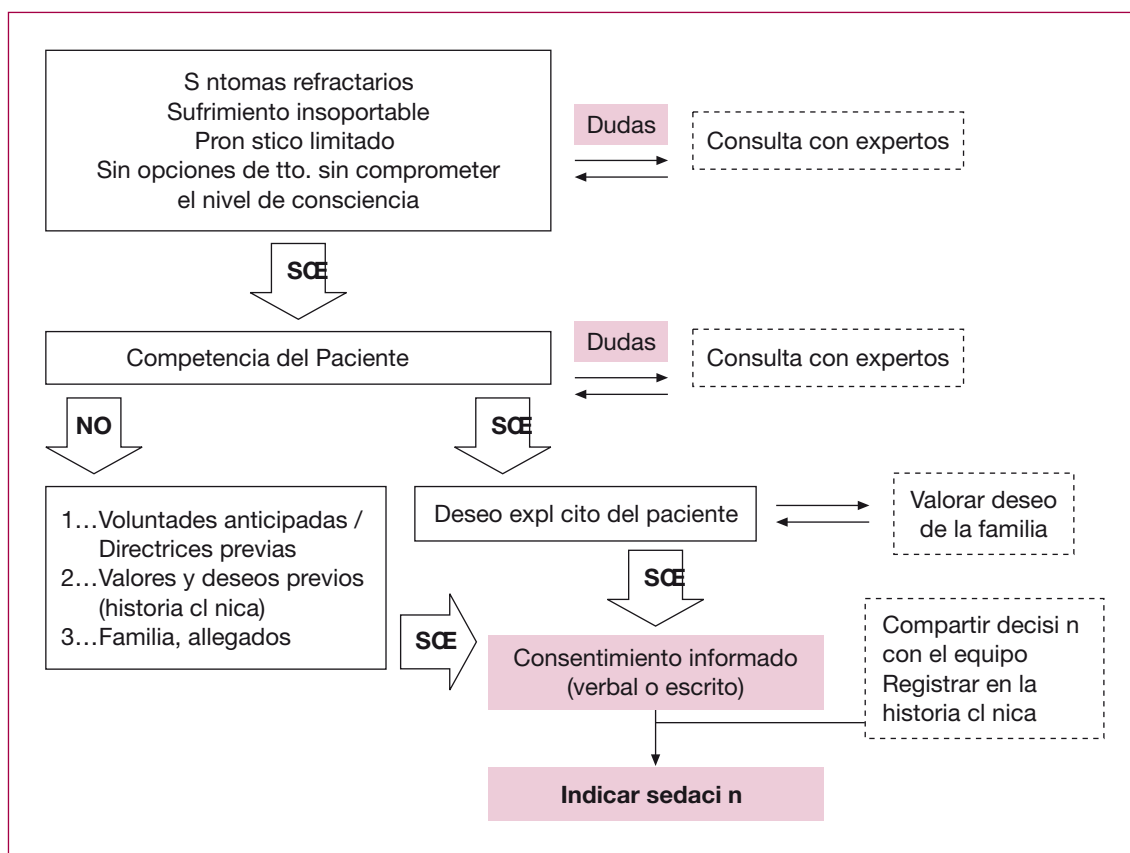 S ntomas refractarios
Sufrimiento insoportable
Pron stico limitado
Sin opciones de tto. sin comprometer
el nivel de consciencia
Dudas
Consulta con expertos
SŒ
Competencia del Paciente
Dudas
Consulta con expertos
NO
SŒ
1...Voluntades anticipadas /
Directrices previas
2...Valores y deseos previos
(historia cl nica)
3...Familia, allegados
Deseo expl cito del paciente
Valorar deseo
de la familia
SŒ
SŒ
Consentimiento informado
(verbal o escrito)
Compartir decisi n
con el equipo
Registrar en la
historia cl nica
Indicar sedaci n